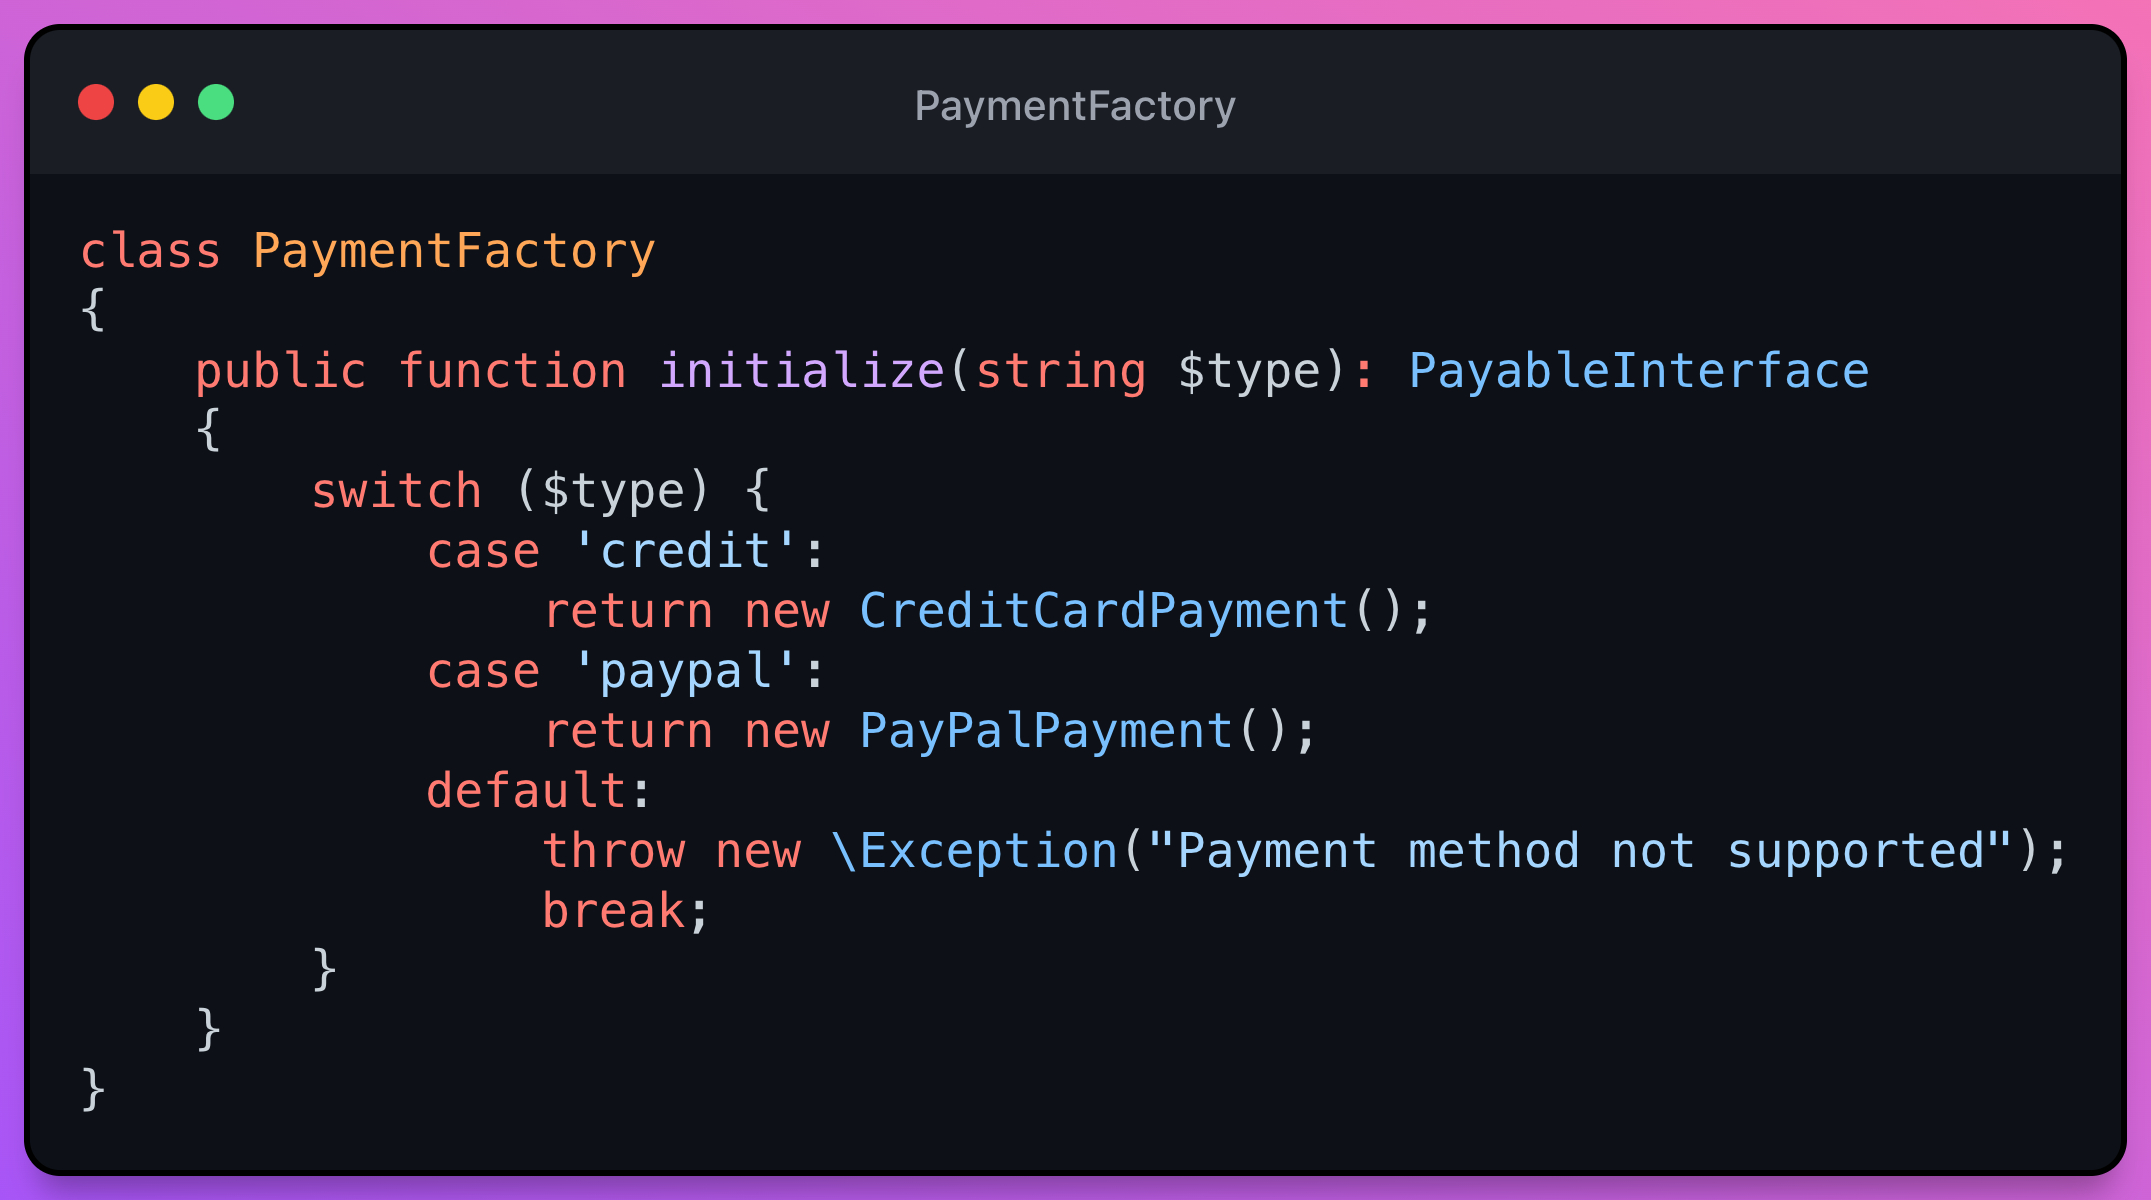 PaymentFactory
class PaymentFactory
{
    public function initialize(string $type): PayableInterface
    {
        switch ($type) {
            case 'credit':
                return new CreditCardPayment();
            case 'paypal':
                return new PayPalPayment();
            default:
                throw new \Exception("Payment method not supported");
                break;
        }
    }
}